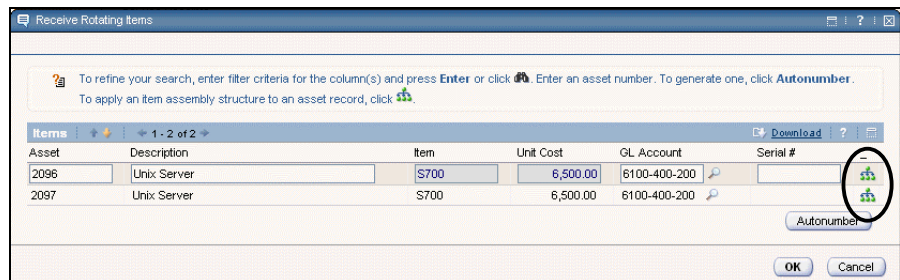 Receive Rotating Items
?
To refine your search, enter filter criteria for the column(s) and press Enter or click . Enter an asset number. To generate one, click Autonumber.
To apply an item assembly structure to an asset record, click .
Items 1 - 2 of 2 Download ?
Asset Description Item Unit Cost GL Account Serial #
2096 Unix Server S700 6,500.00 6100-400-200
2097 Unix Server S700 6,500.00 6100-400-200
Autonumber
OK Cancel